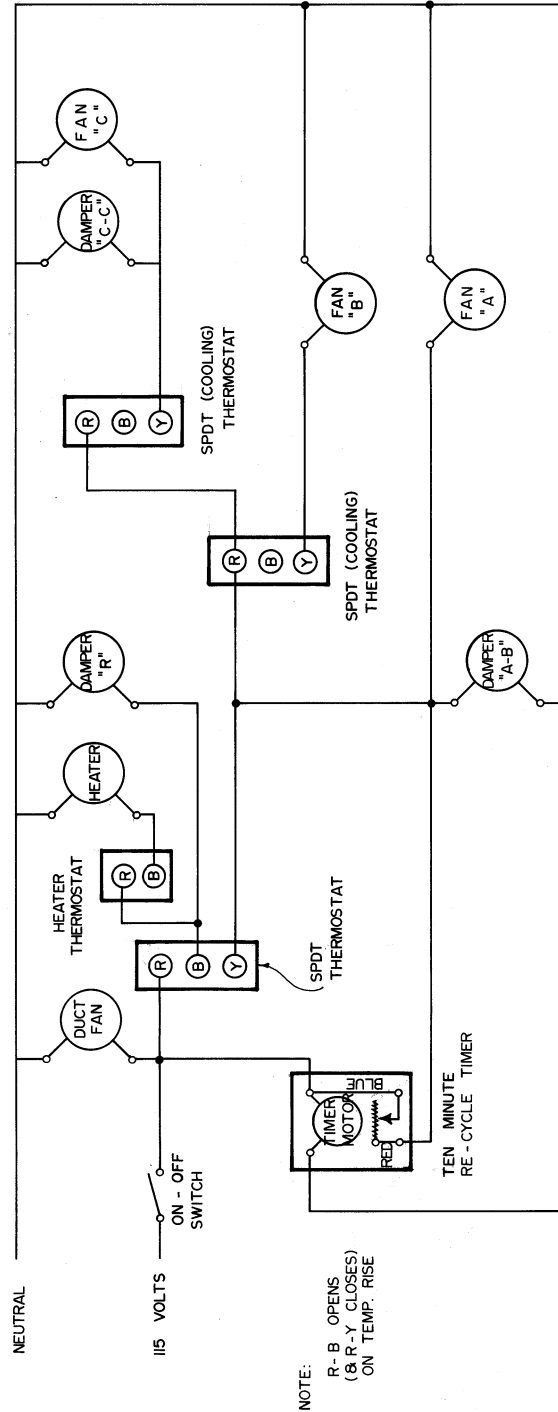 NEUTRAL
115 VOLTS
ON - OFF
SWITCH
DUCT
FAN
HEATER
THERMOSTAT
R
B
HEATER
DAMPER
"R"
R
B
Y
SPDT
THERMOSTAT
SPDT (COOLING)
THERMOSTAT
R
B
Y
SPDT (COOLING)
THERMOSTAT
R
B
Y
DAMPER
"C-C"
FAN
"C"
FAN
"B"
FAN
"A"
DAMPER
"A-B"
TIMER
MOTOR
BLUE
RED
TEN MINUTE
RE - CYCLE TIMER
NOTE:
R - B OPENS
(& R - Y CLOSES)
ON TEMP. RISE